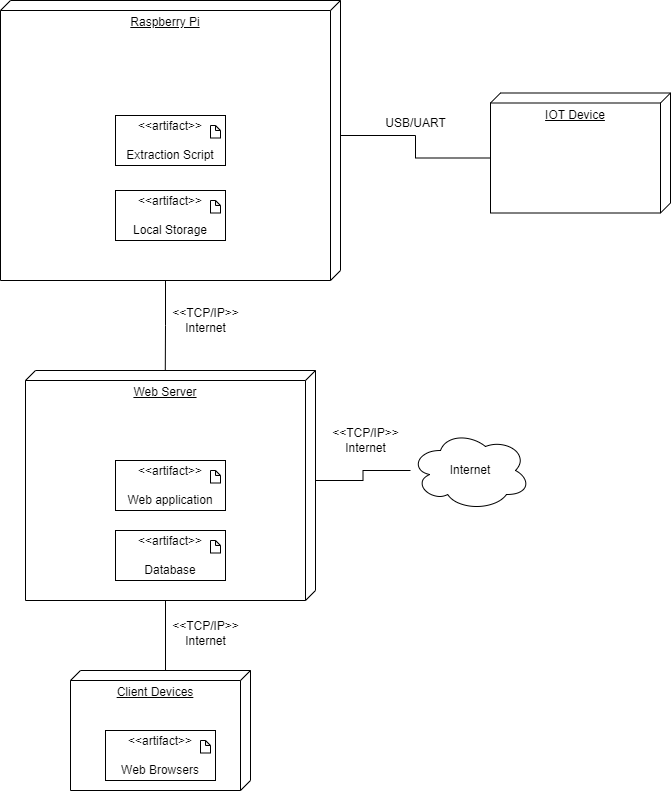 Raspberry Pi
<<artifact>>
Extraction Script
<<artifact>>
Local Storage
USB/UART
IOT Device
<<TCP/IP>>
Internet
Web Server
<<artifact>>
Web application
<<artifact>>
Database
<<TCP/IP>>
Internet
Internet
<<TCP/IP>>
Internet
Client Devices
<<artifact>>
Web Browsers